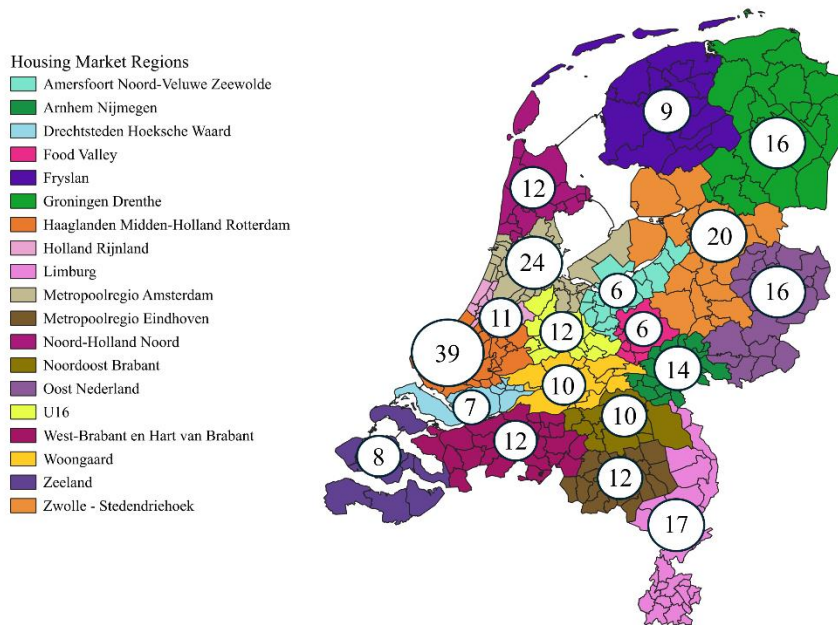 Housing Market Regions
Amersfoort Noord-Veluwe Zeewolde
Arnhem Nijmegen
Drechtsteden Hoeksche Waard
Food Valley
Fryslan
Groningen Drenthe
Haaglanden Midden-Holland Rotterdam
Holland Rijnland
Limburg
Metropoolregio Amsterdam
Metropoolregio Eindhoven
Noord-Holland Noord
Noordoost Brabant
Oost Nederland
U16
West-Brabant en Hart van Brabant
Woongaard
Zeeland
Zwolle - Stedendriehoek
9
16
12
20
24
6
16
11
12
6
39
14
10
7
10
12
8
12
17